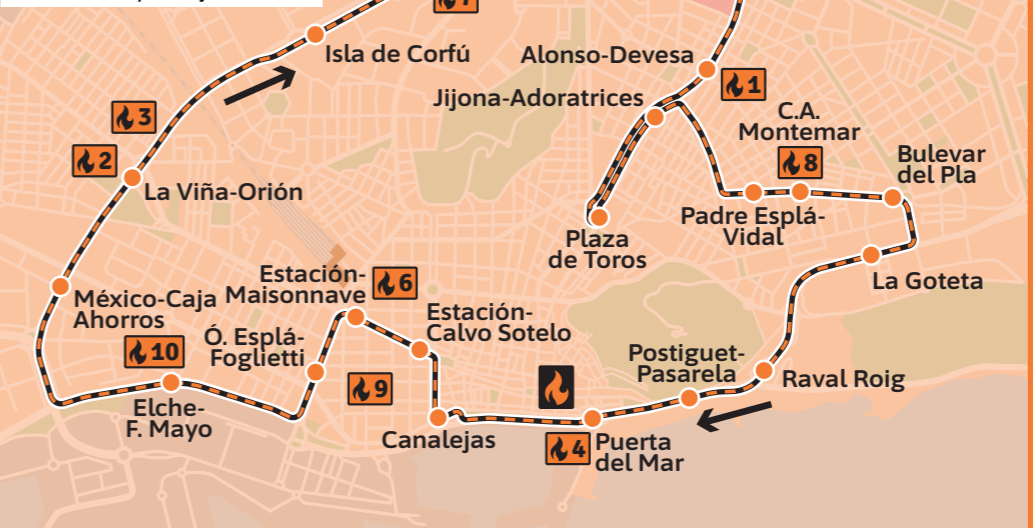 7
Isla de Corfú
Alonso-Devesa
1
Jijona-Adoratrices
C.A.
Montemar
8
3
2
La Viña-Orión
Bulevar
del Pla
Padre Esplá-
Vidal
Plaza
de Toros
La Goteta
Estación-
Maisonnave
6
México-Caja
Ahorros
Estación-
Calvo Sotelo
Ó. Esplá-
Foglietti
10
Postiguet-
Pasarela
Raval Roig
9
Elche-
F. Mayo
Canalejas
4
Puerta
del Mar